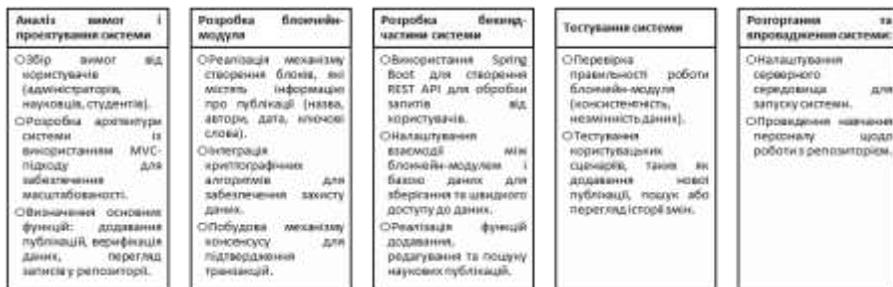 Аналіз вимог і
проектування системи
○Збір вимог від
користувачів
(адміністраторів,
науковців, студентів).
○Розробка архітектури
системи із
використанням MVC-
підходу для
забезпечення
масштабованості.
○Визначення основних
функцій: додавання
публікацій, верифікація
даних, перегляд
записів у репозиторії.
Розробка блокчейн-
модуля
○Реалізація механізму
створення блоків, які
містять інформацію
про публікації (назва,
автори, дата, ключові
слова).
○Інтеграція
криптографічних
алгоритмів для
забезпечення захисту
даних.
○Побудова механізму
консенсусу для
підтвердження
транзакцій.
Розробка бекенд-
частини системи
○Використання Spring
Boot для створення
REST API для обробки
запитів від
користувачів.
○Налаштування
взаємодії між
блокчейн-модулем і
базою даних для
зберігання та швидкого
доступу до даних.
○Реалізація функцій
додавання,
редагування та пошуку
наукових публікацій.
Тестування системи
○Перевірка
правильності роботи
блокчейн-модуля
(консистентність,
незмінність даних).
○Тестування
користувацьких
сценаріїв, таких як
додавання нової
публікації, пошук або
перегляд історії змін.
Розгортання та
впровадження системи:
○Налаштування
серверного
середовища для
запуску системи.
○Проведення навчання
персоналу щодо
роботи з репозиторієм.